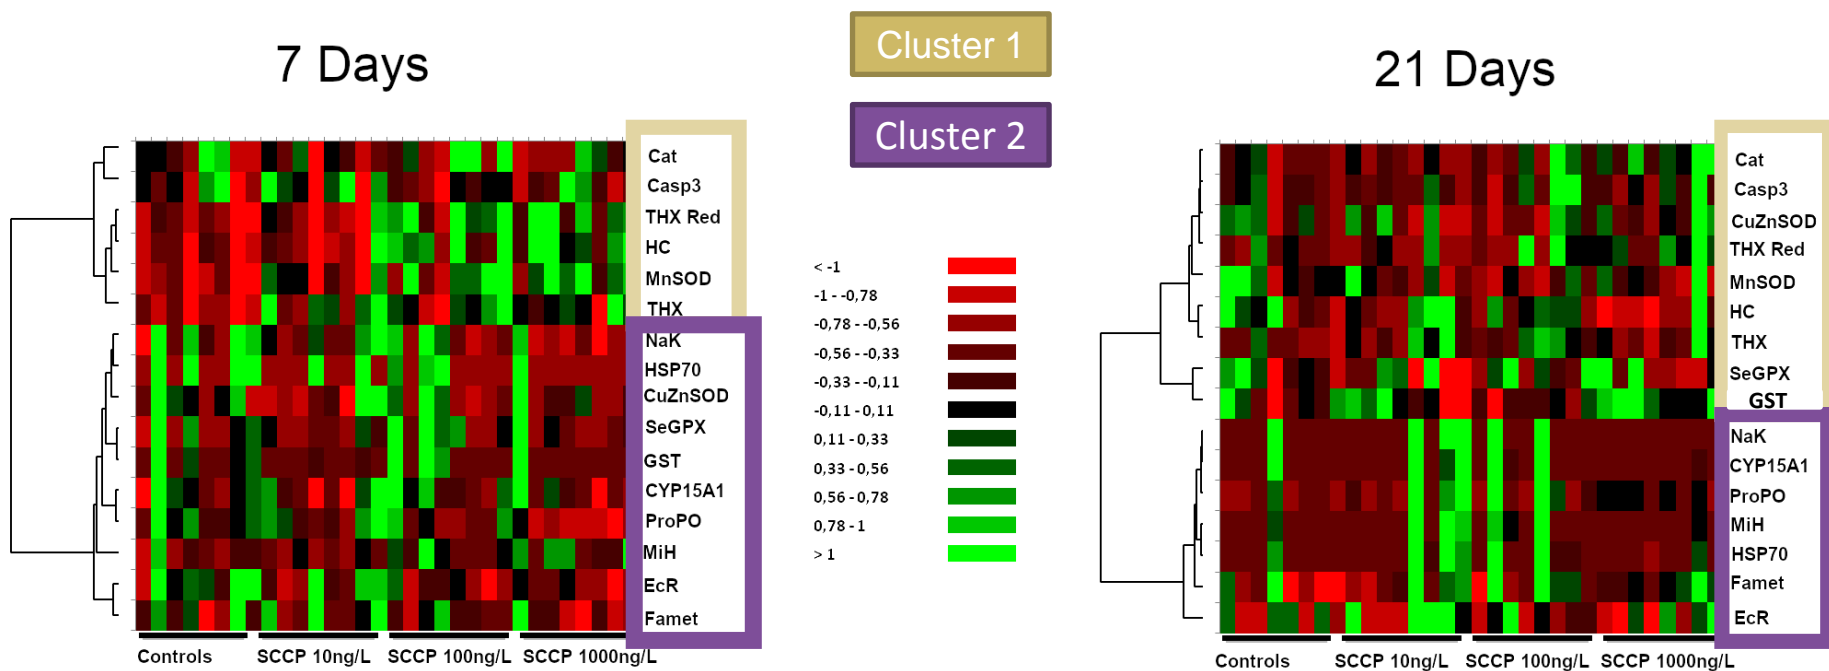 7 Days
Cluster 1
Cluster 2
21 Days
Cat
Casp3
THX Red
HC
MnSOD
THX
NaK
HSP70
CuZnSOD
SeGPX
GST
CYP15A1
ProPO
MiH
EcR
Famet
Controls
SCCP 10ng/L
SCCP 100ng/L
SCCP 1000ng/L
< -1
-1 - -0,78
-0,78 - -0,56
-0,56 - -0,33
-0,33 - -0,11
-0,11 - 0,11
0,11 - 0,33
0,33 - 0,56
0,56 - 0,78
0,78 - 1
> 1
Cat
Casp3
CuZnSOD
THX Red
MnSOD
HC
THX
SeGPX
GST
NaK
CYP15A1
ProPO
MiH
HSP70
Famet
EcR
Controls
SCCP 10ng/L
SCCP 100ng/L
SCCP 1000ng/L